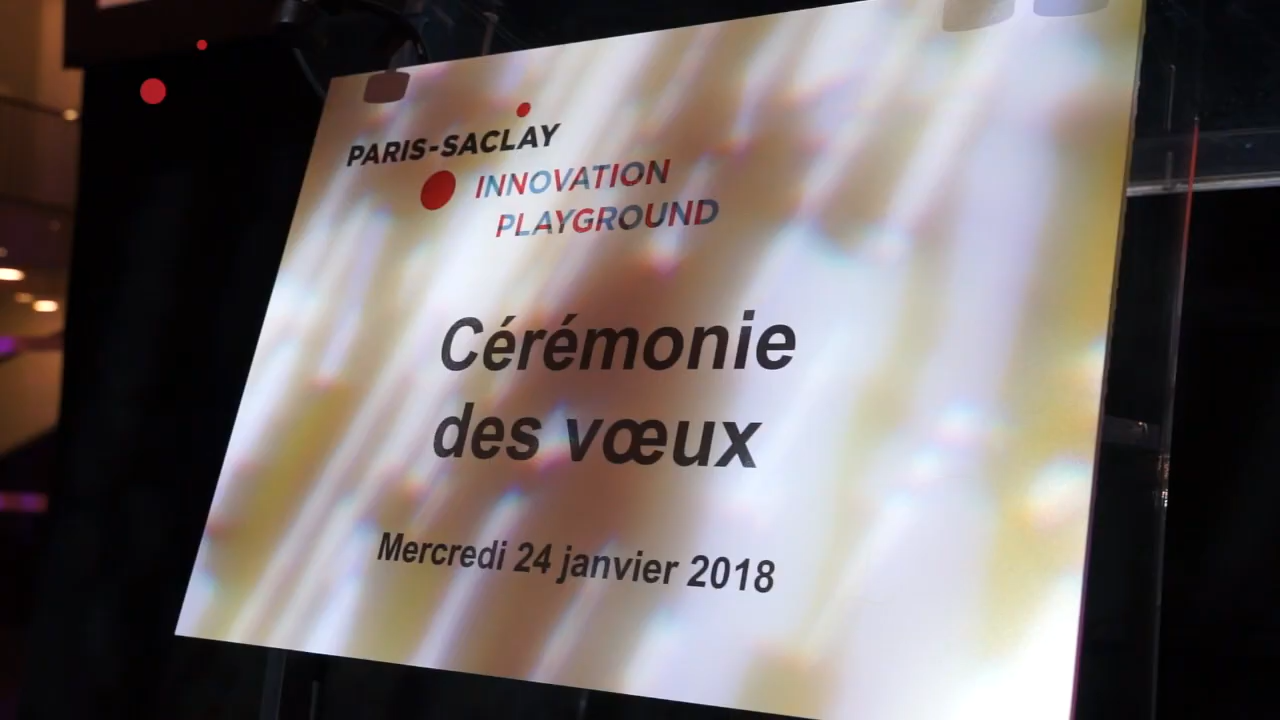 PARIS-SACLAY
INNOVATION
PLAYGROUND
Cérémonie
des vœux
Mercredi 24 janvier 2018